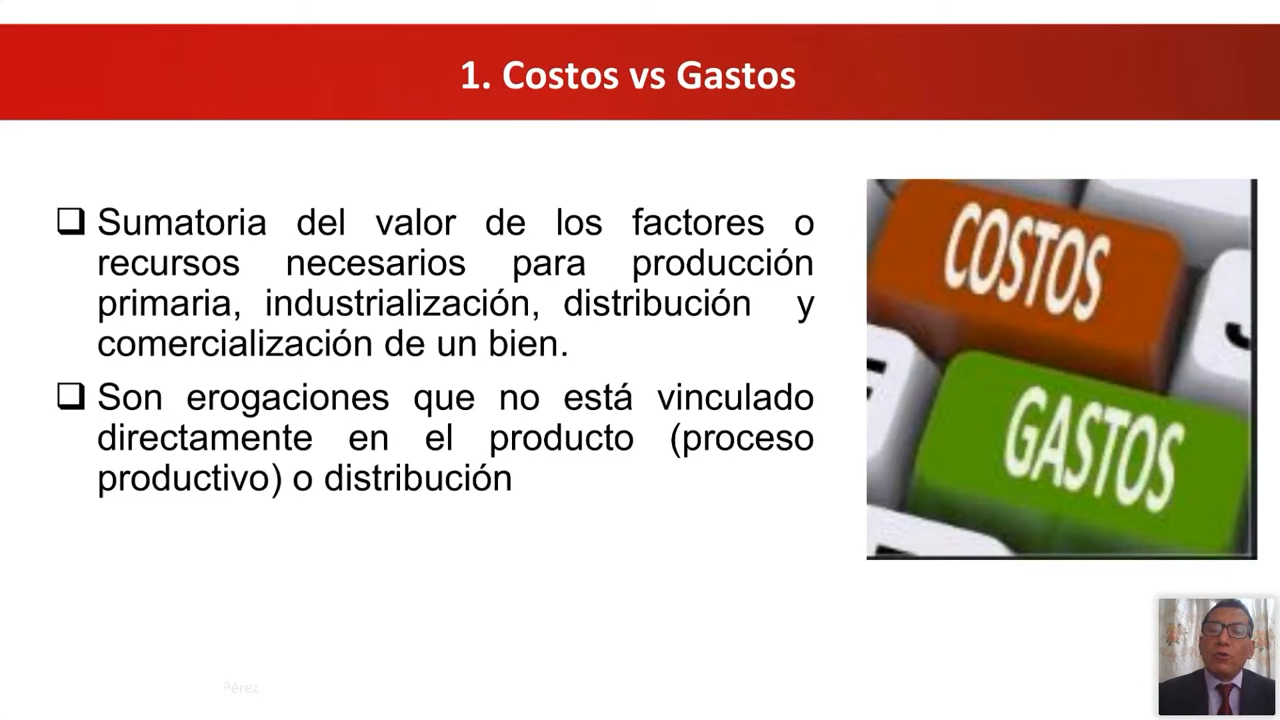 1. Costos vs Gastos
Sumatoria del valor de los factores o
recursos necesarios para producción
primaria, industrialización, distribución y
comercialización de un bien.
Son erogaciones que no está vinculado
directamente en el producto (proceso
productivo) o distribución
COSTOS
GASTOS
Pérez